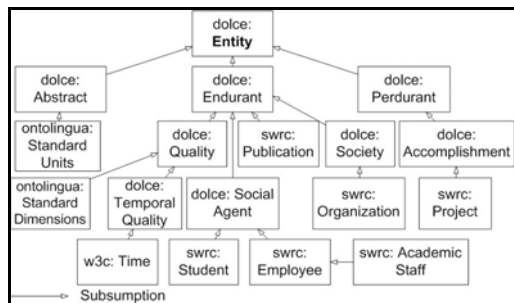 dolce:
Entity
dolce:
Abstract
dolce:
Endurant
dolce:
Perdurant
ontolingua:
Standard
Units
dolce:
Quality
swrc:
Publication
dolce:
Society
dolce:
Accomplishment
ontolingua:
Standard
Dimensions
dolce:
Temporal
Quality
dolce: Social
Agent
swrc:
Organization
swrc:
Project
w3c: Time
swrc:
Student
swrc:
Employee
swrc: Academic
Staff
Subsumption